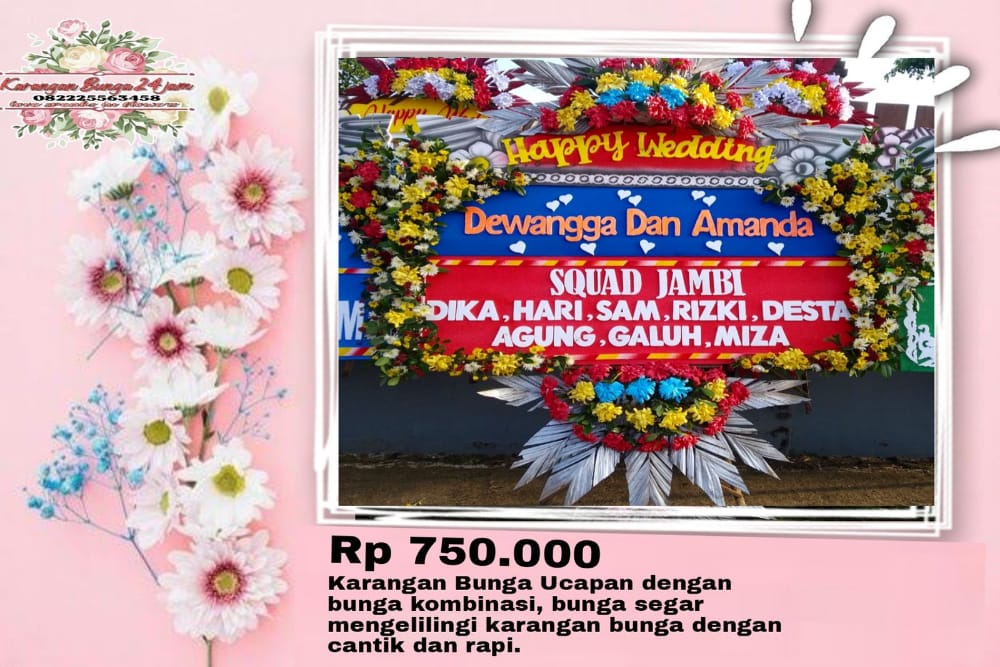 Karangan Bunga 24 jam
082225563458
Happy Wedding
Dewangga Dan Amanda
SQUAD JAMBI
DIKA , HARI , SAM , RIZKI , DESTA
AGUNG , GALUH , MIZA
Rp 750.000
Karangan Bunga Ucapan dengan
bunga kombinasi, bunga segar
mengelilingi karangan bunga dengan
cantik dan rapi.